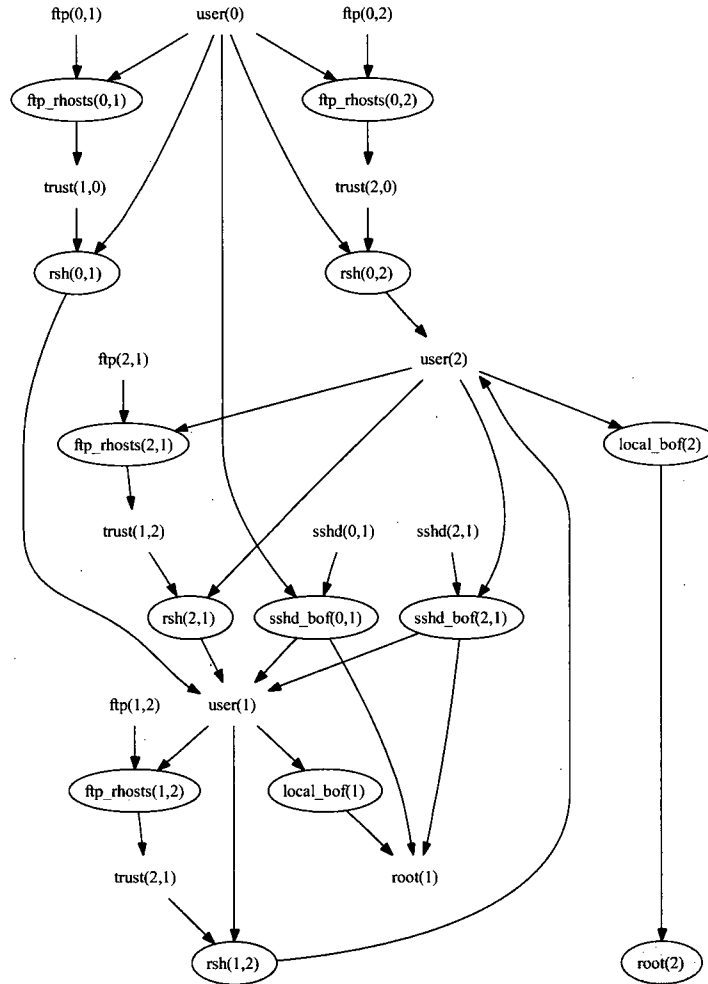 ftp(0,1) user(0) ftp(0,2)
ftp_rhosts(0,1) ftp_rhosts(0,2)
trust(1,0) trust(2,0)
rsh(0,1) rsh(0,2)
ftp(2,1) user(2)
ftp_rhosts(2,1) local_bof(2)
trust(1,2) sshd(0,1) sshd(2,1)
rsh(2,1) sshd_bof(0,1) sshd_bof(2,1)
ftp(1,2) user(1)
ftp_rhosts(1,2) local_bof(1)
trust(2,1) root(1)
rsh(1,2) root(2)